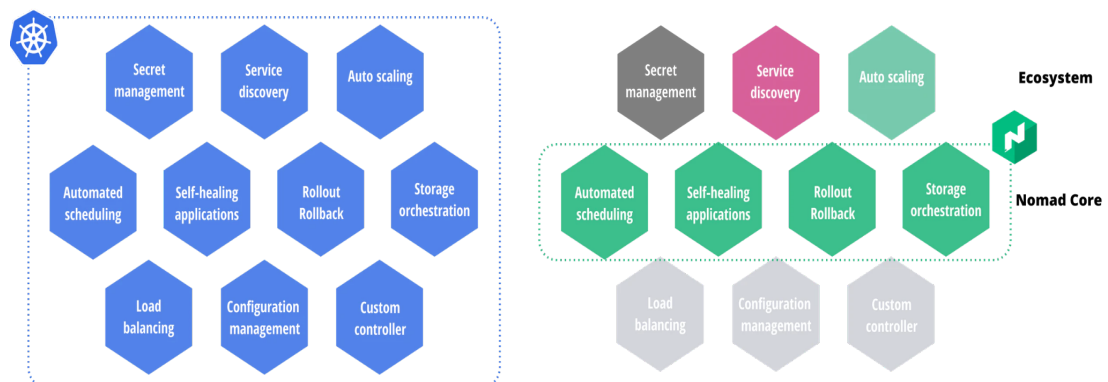 Secret
management
Service
discovery
Auto scaling
Automated
scheduling
Self-healing
applications
Rollout
Rollback
Storage
orchestration
Load
balancing
Configuration
management
Custom
controller
Secret
management
Service
discovery
Auto scaling
Ecosystem
Automated
scheduling
Self-healing
applications
Rollout
Rollback
Storage
orchestration
Nomad Core
Load
balancing
Configuration
management
Custom
controller